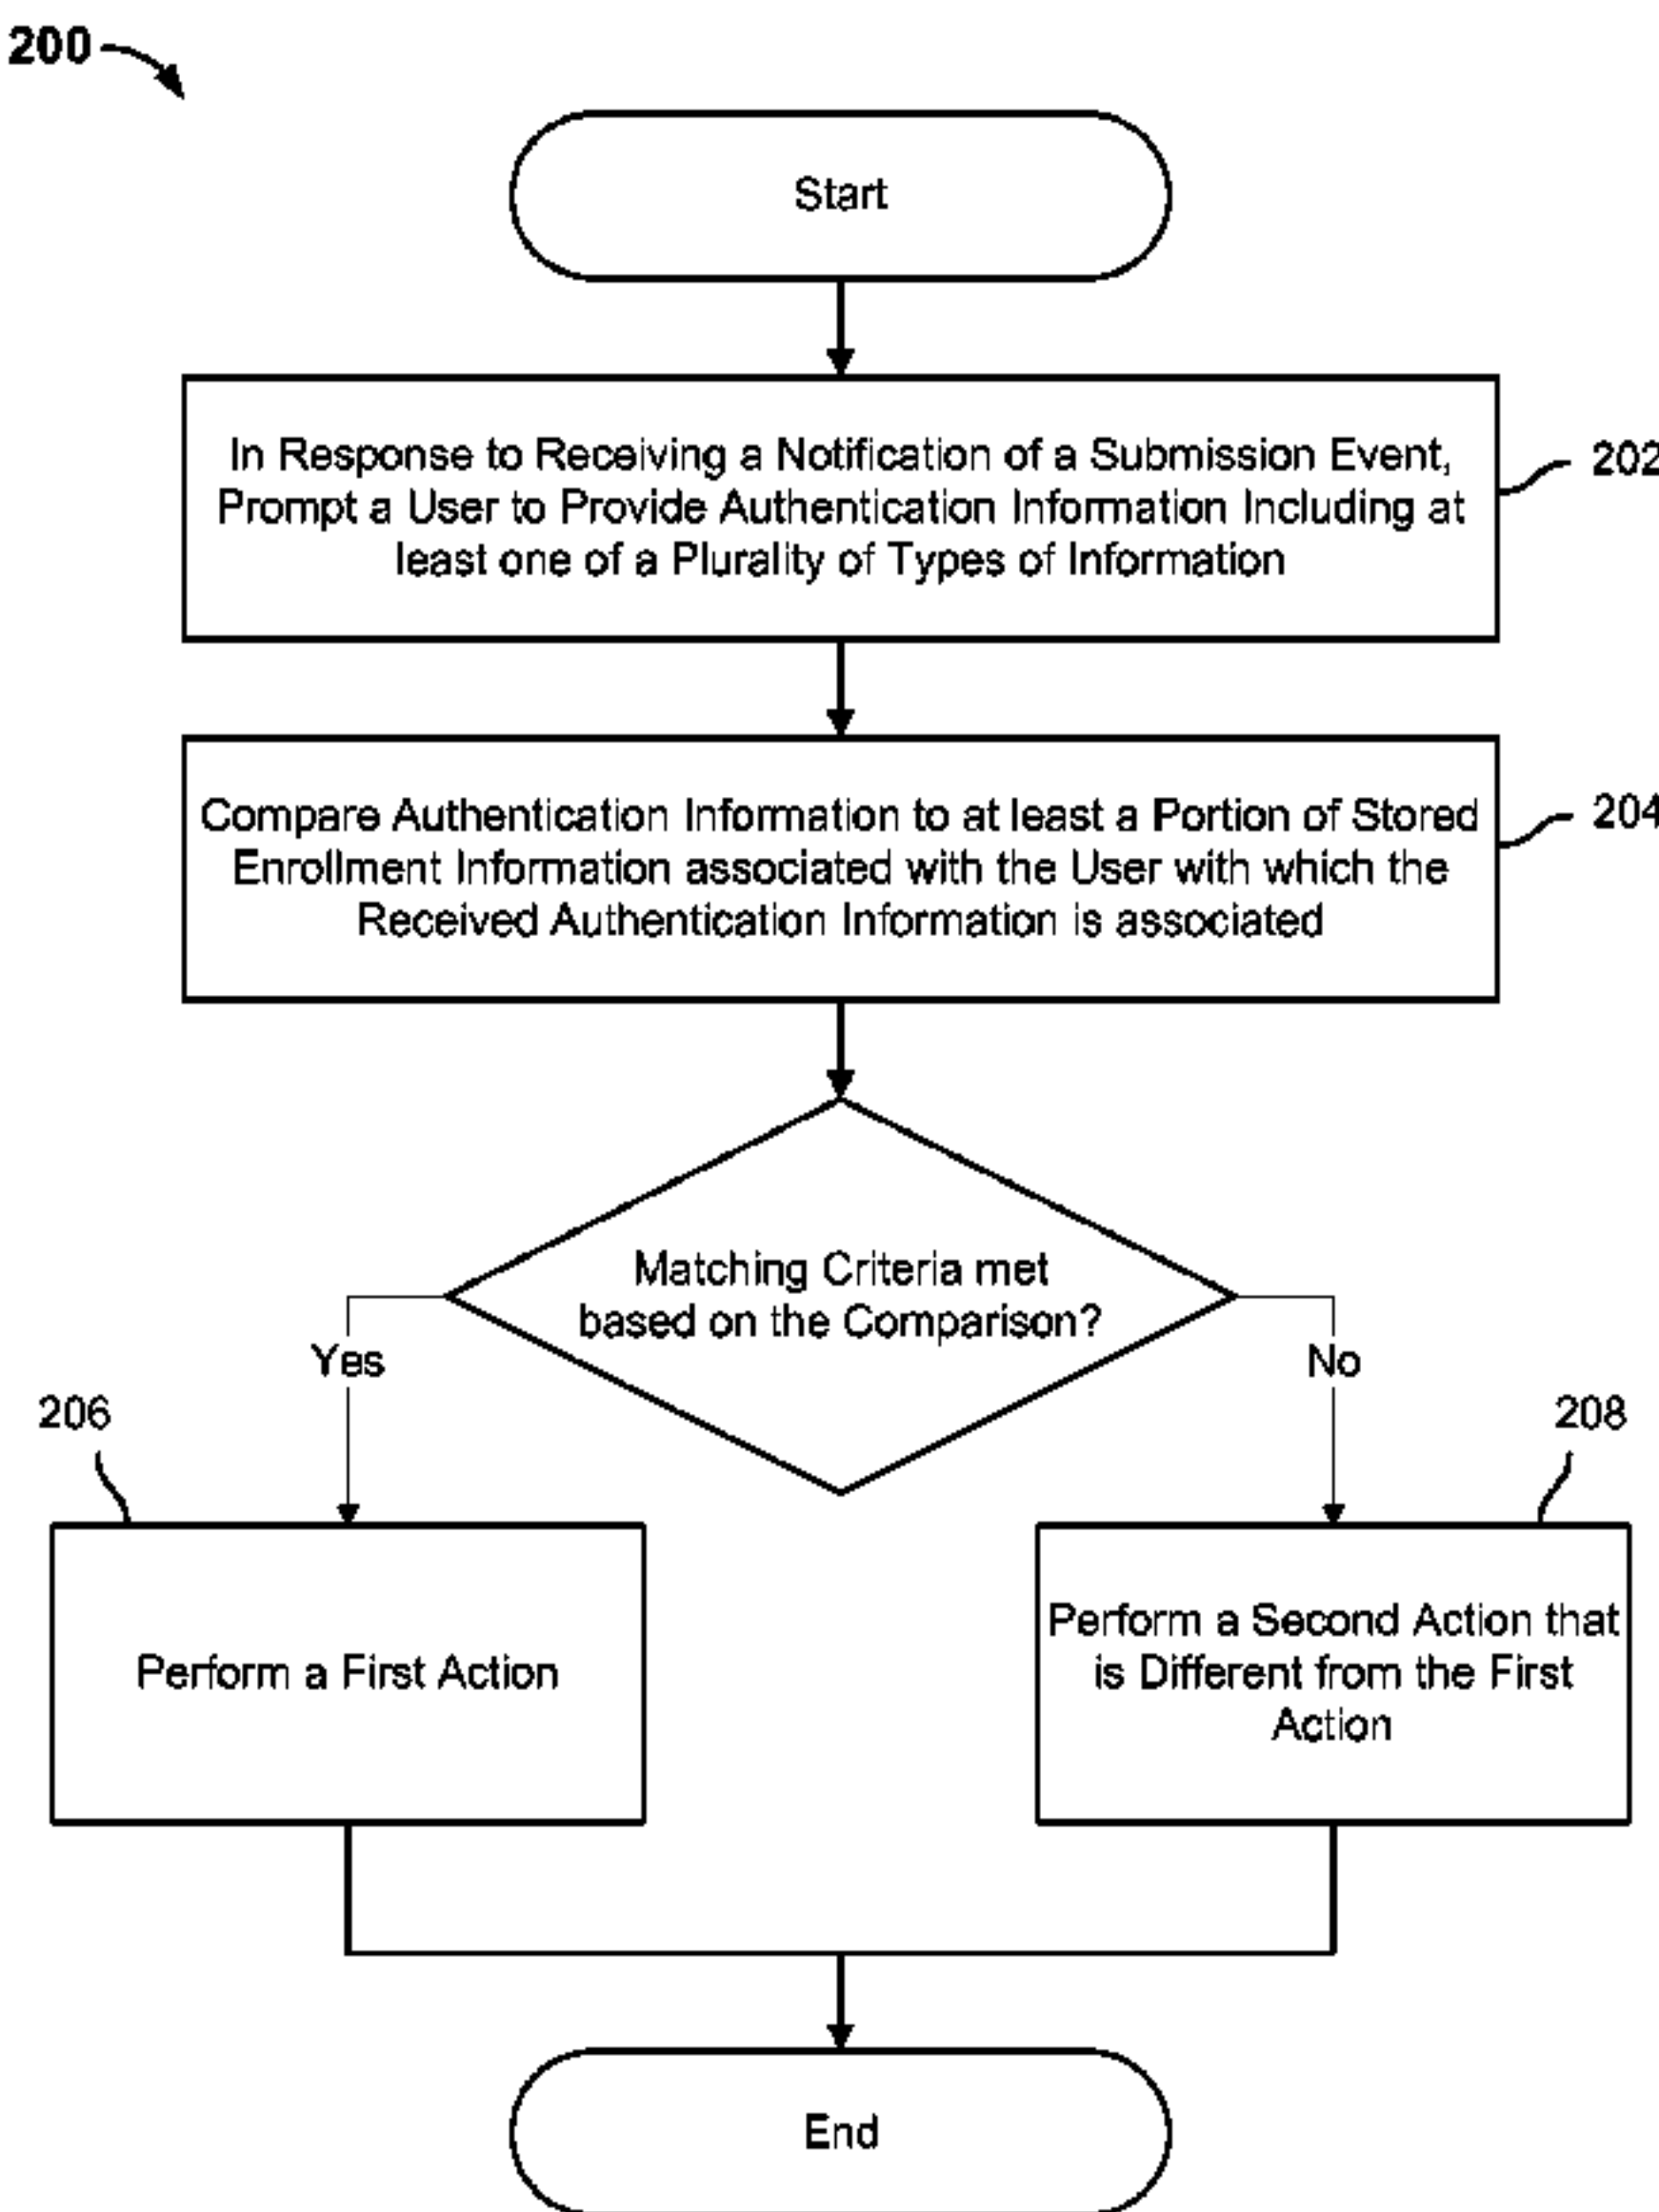 200
Start
In Response to Receiving a Notification of a Submission Event,
Prompt a User to Provide Authentication Information Including at
least one of a Plurality of Types of Information
202
Compare Authentication Information to at least a Portion of Stored
Enrollment Information associated with the User with which the
Received Authentication Information is associated
204
Matching Criteria met
based on the Comparison?
Yes
No
206
208
Perform a First Action
Perform a Second Action that
is Different from the First
Action
End